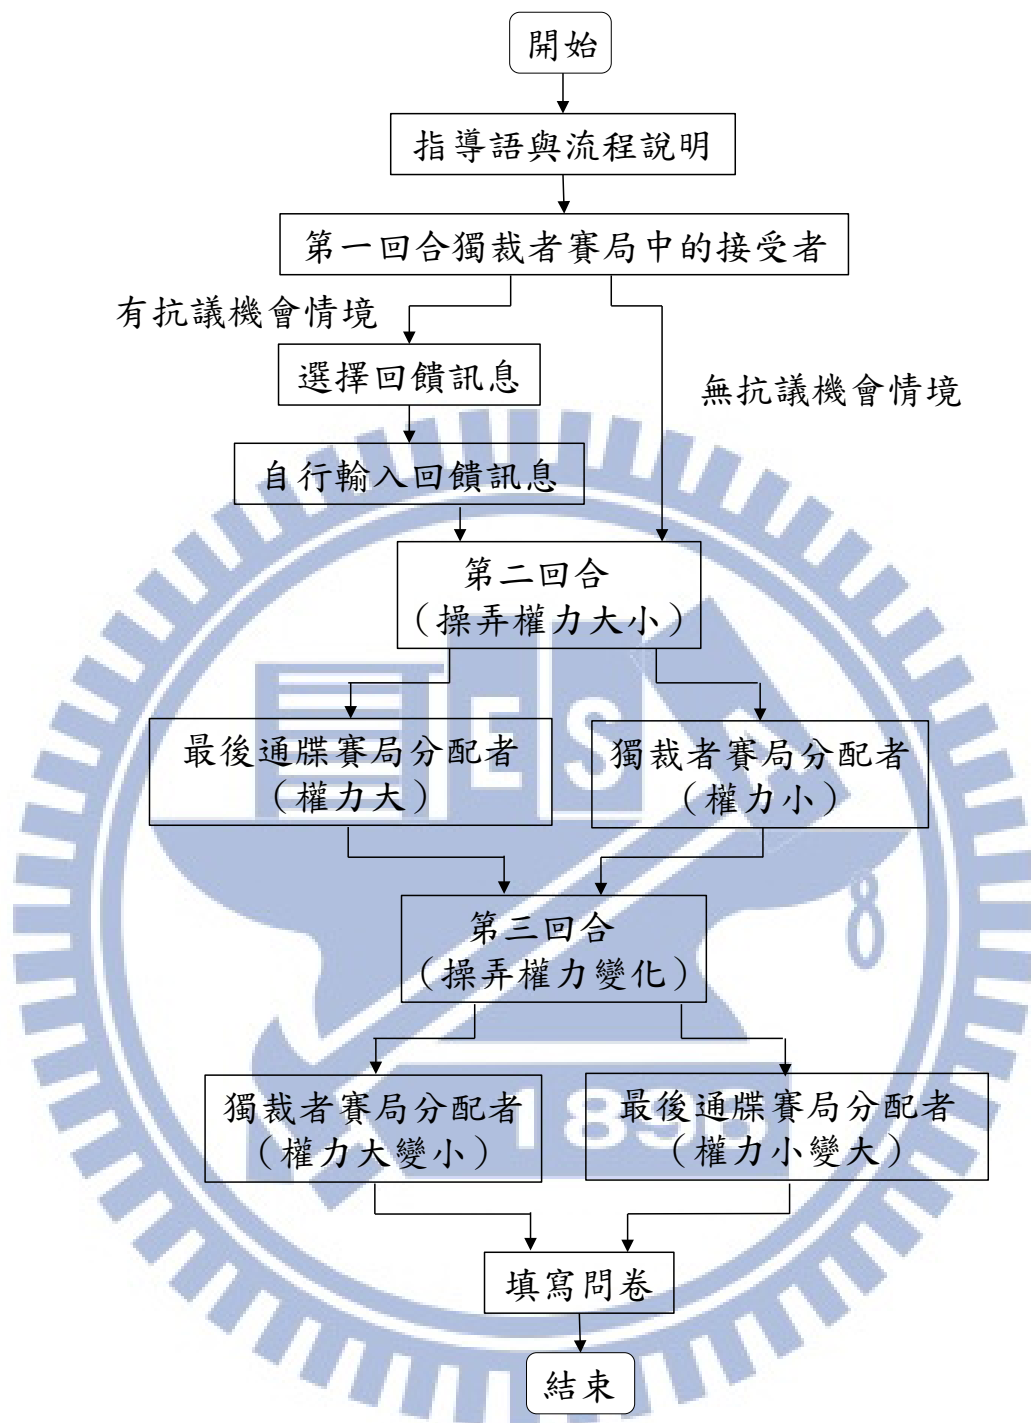 開始
指導語與流程說明
第一回合獨裁者賽局中的接受者
有抗議機會情境
選擇回饋訊息
無抗議機會情境
自行輸入回饋訊息
第二回合
（操弄權力大小）
最後通牒賽局分配者
（權力大）
獨裁者賽局分配者
（權力小）
第三回合
（操弄權力變化）
獨裁者賽局分配者
（權力大變小）
最後通牒賽局分配者
（權力小變大）
填寫問卷
結束
ESA
1896